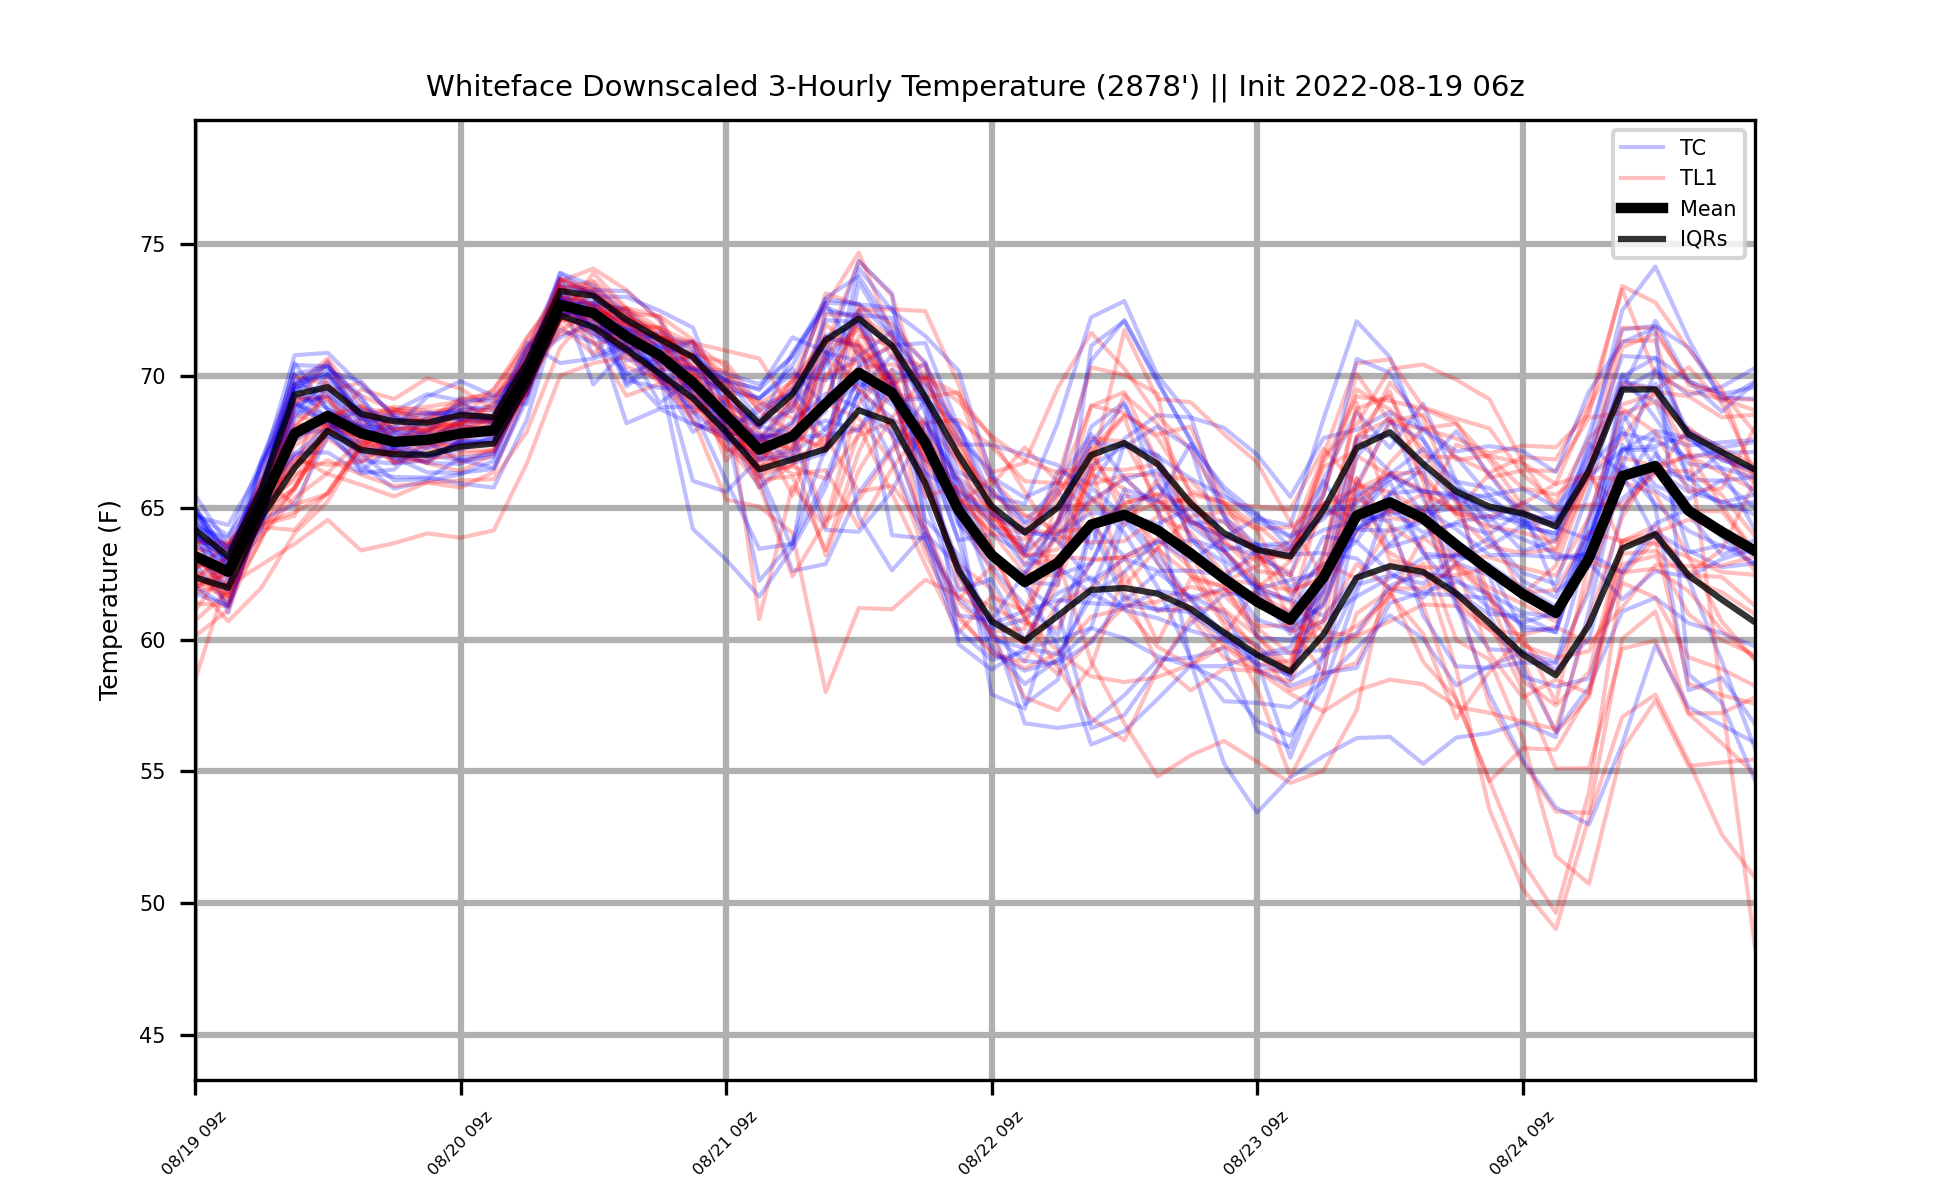 Whiteface Downscaled 3-Hourly Temperature (2878') || Init 2022-08-19 06z
TC
TL1
Mean
IQRs
Temperature (F)
75
70
65
60
55
50
45
08/19 09z
08/20 09z
08/21 09z
08/22 09z
08/23 09z
08/24 09z